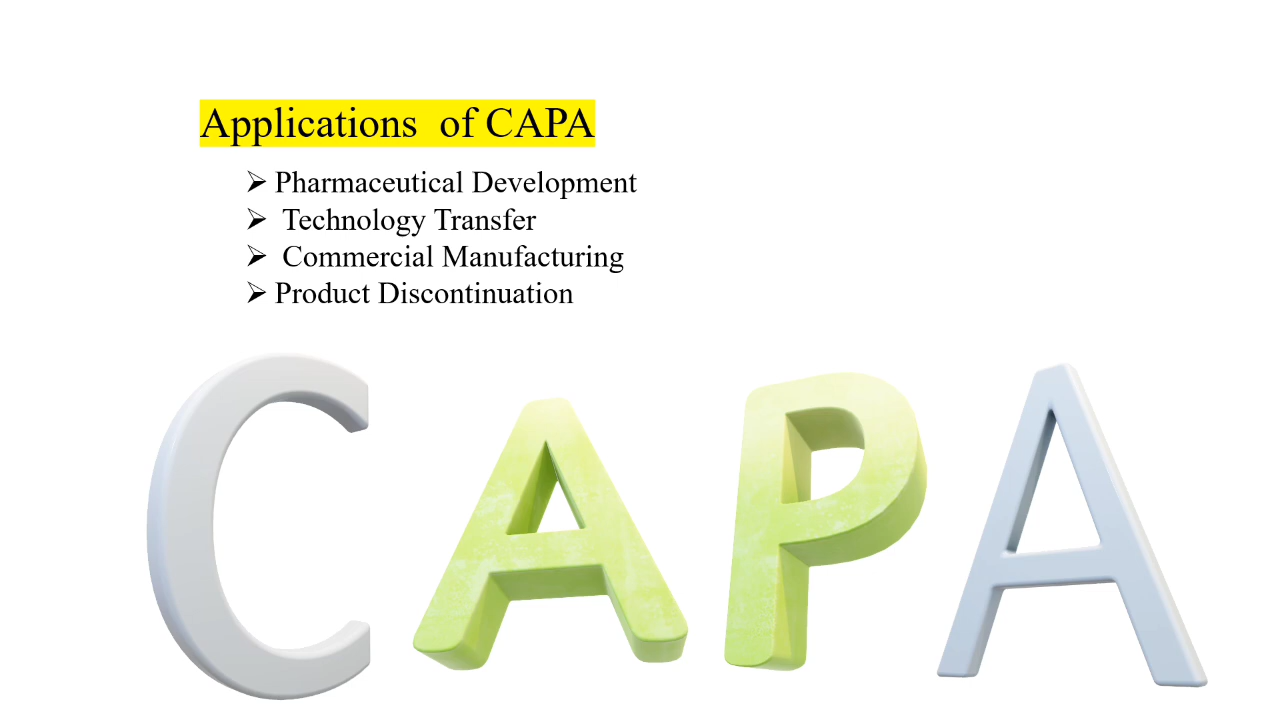 Applications of CAPA
➢ Pharmaceutical Development
➢ Technology Transfer
➢ Commercial Manufacturing
➢ Product Discontinuation
CAPA